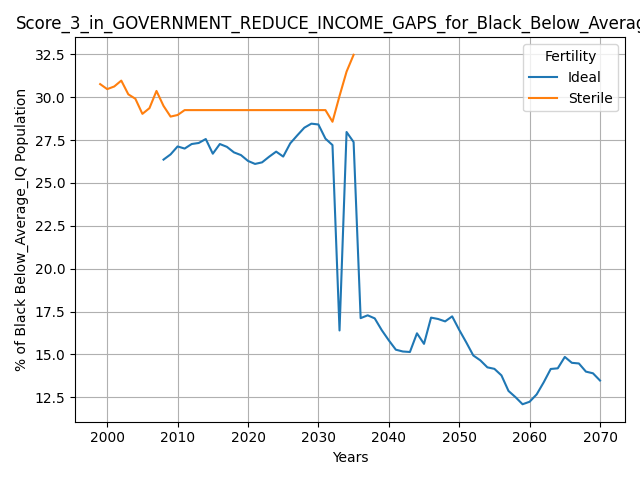 Score_3_in_GOVERNMENT_REDUCE_INCOME_GAPS_for_Black_Below_Averag
Fertility
Ideal
Sterile
32.5
30.0
27.5
25.0
22.5
20.0
17.5
15.0
12.5
% of Black Below_Average_IQ Population
2000 2010 2020 2030 2040 2050 2060 2070
Years